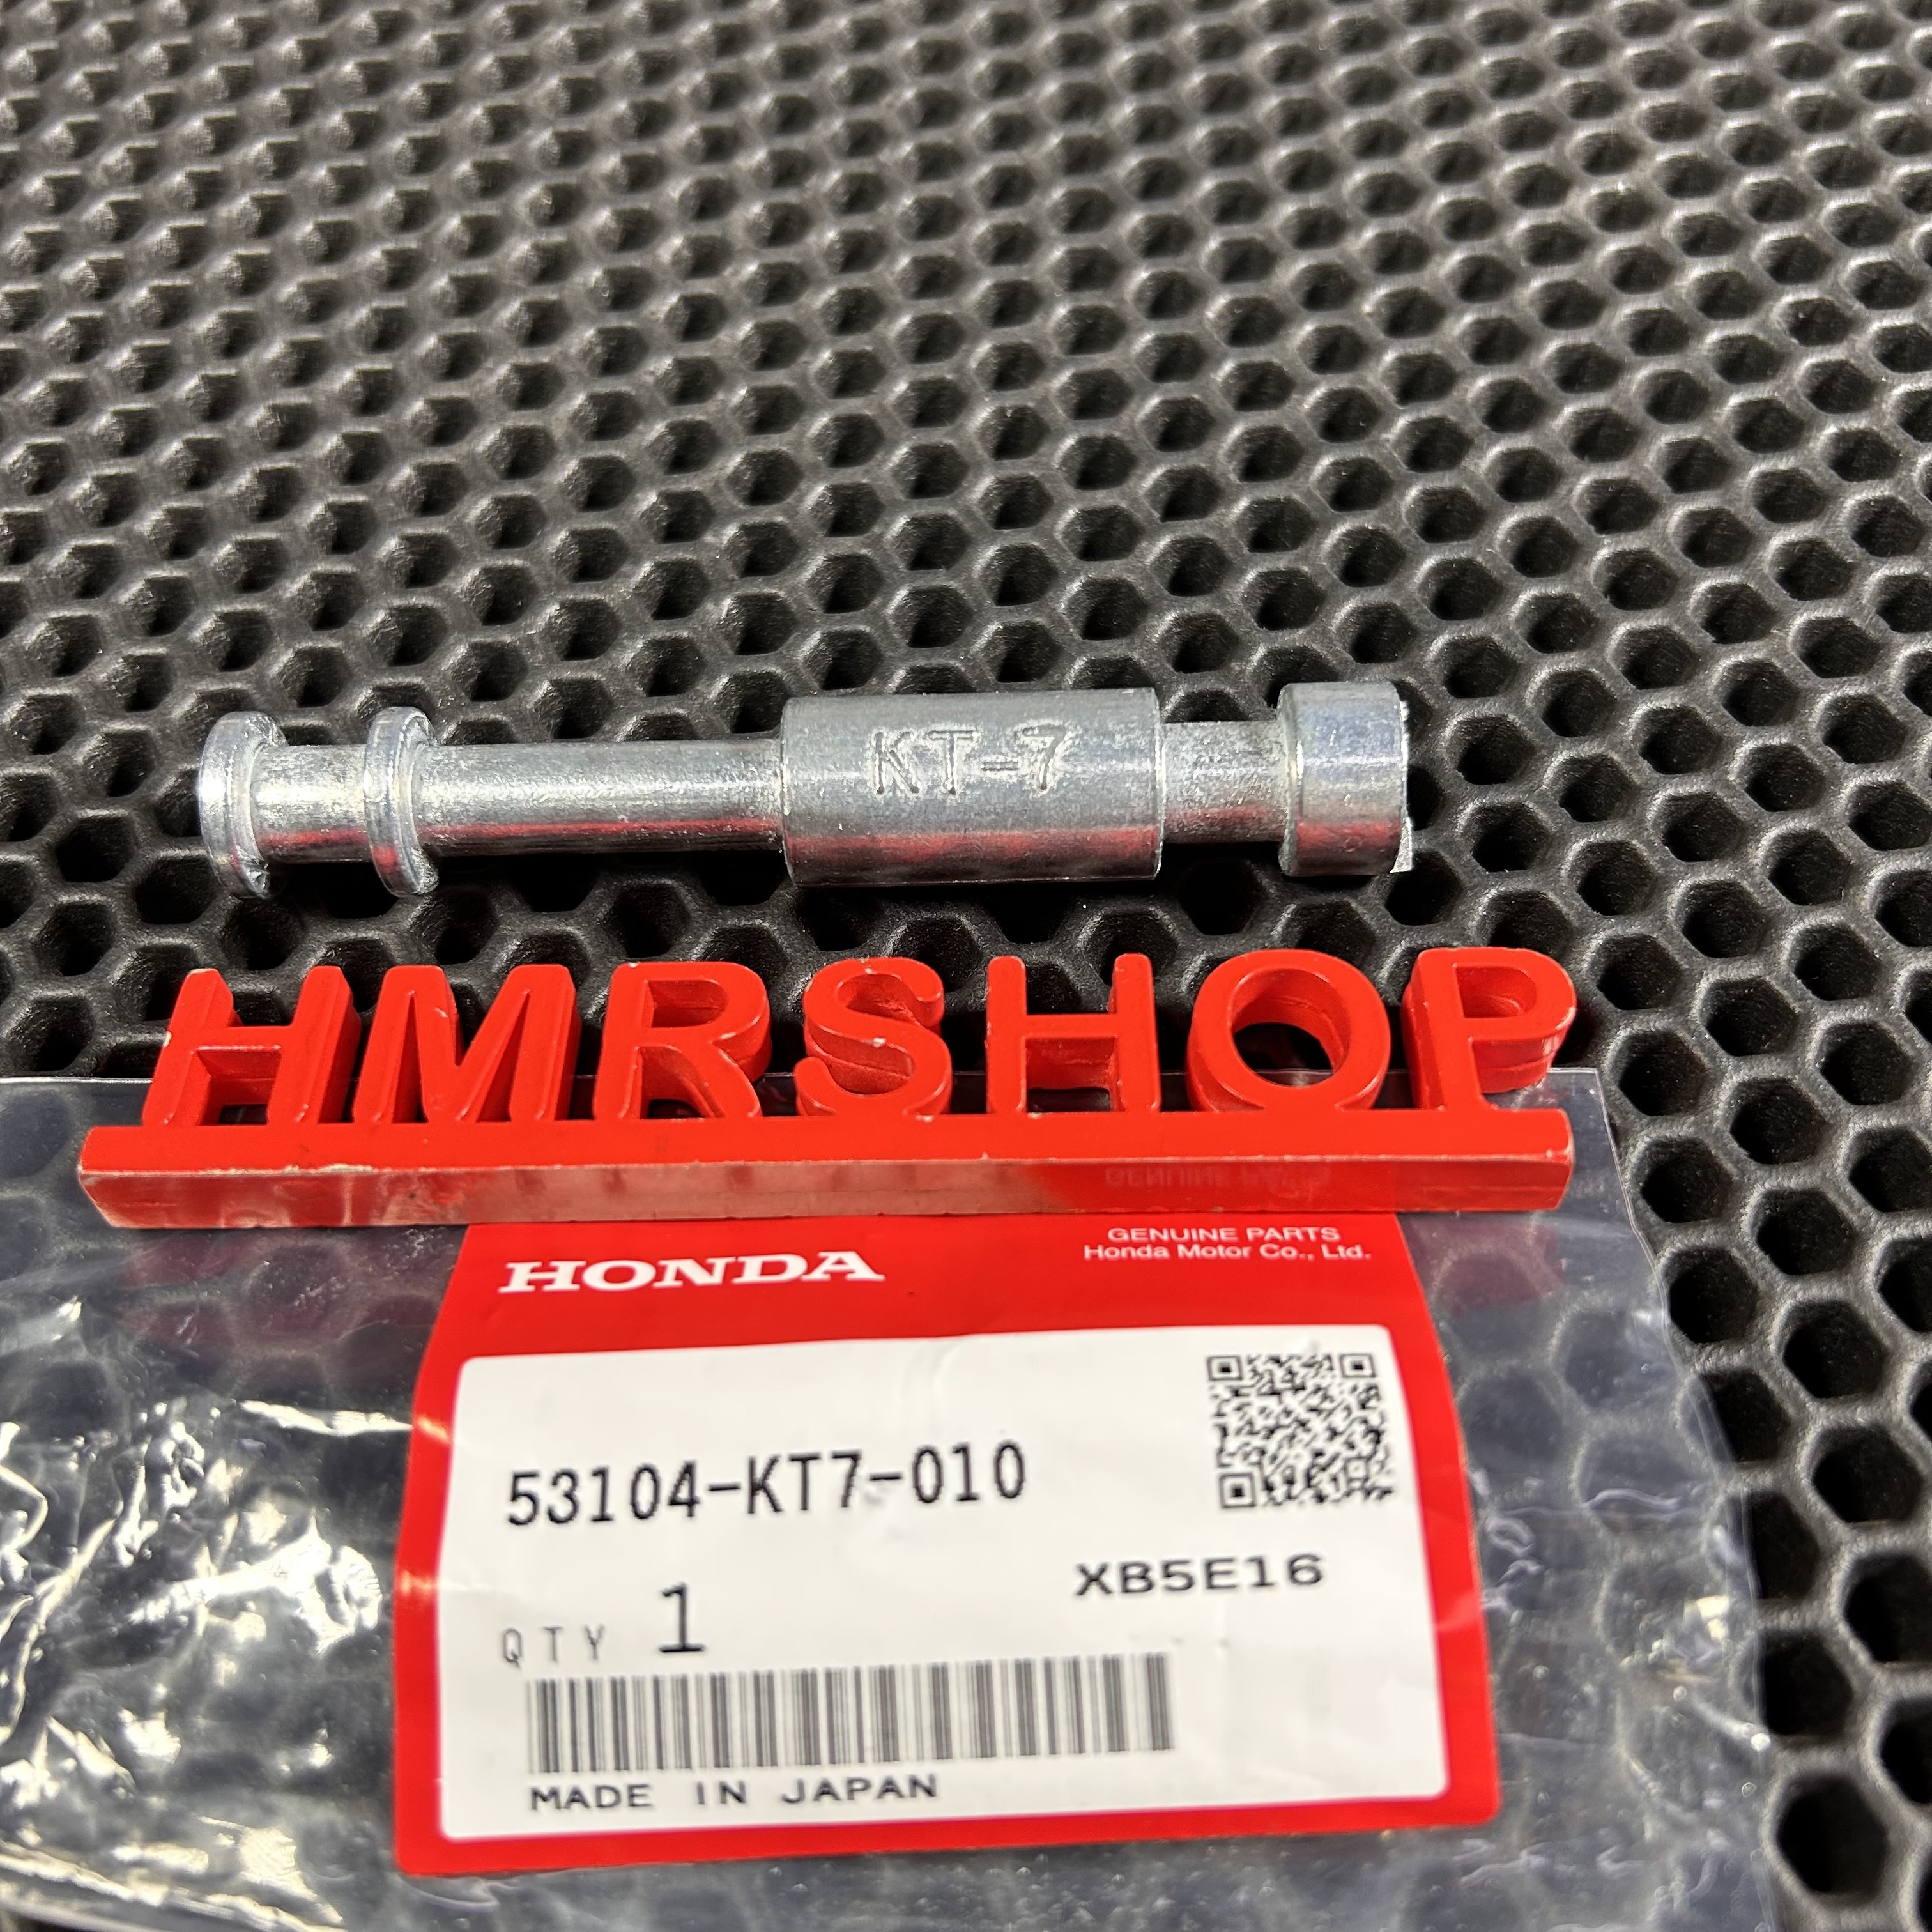 KT-7
HMRSHOP
HONDA
GENUINE PARTS
Honda Motor Co., Ltd.
53104-KT7-010
XB5E16
QTY 1
MADE IN JAPAN